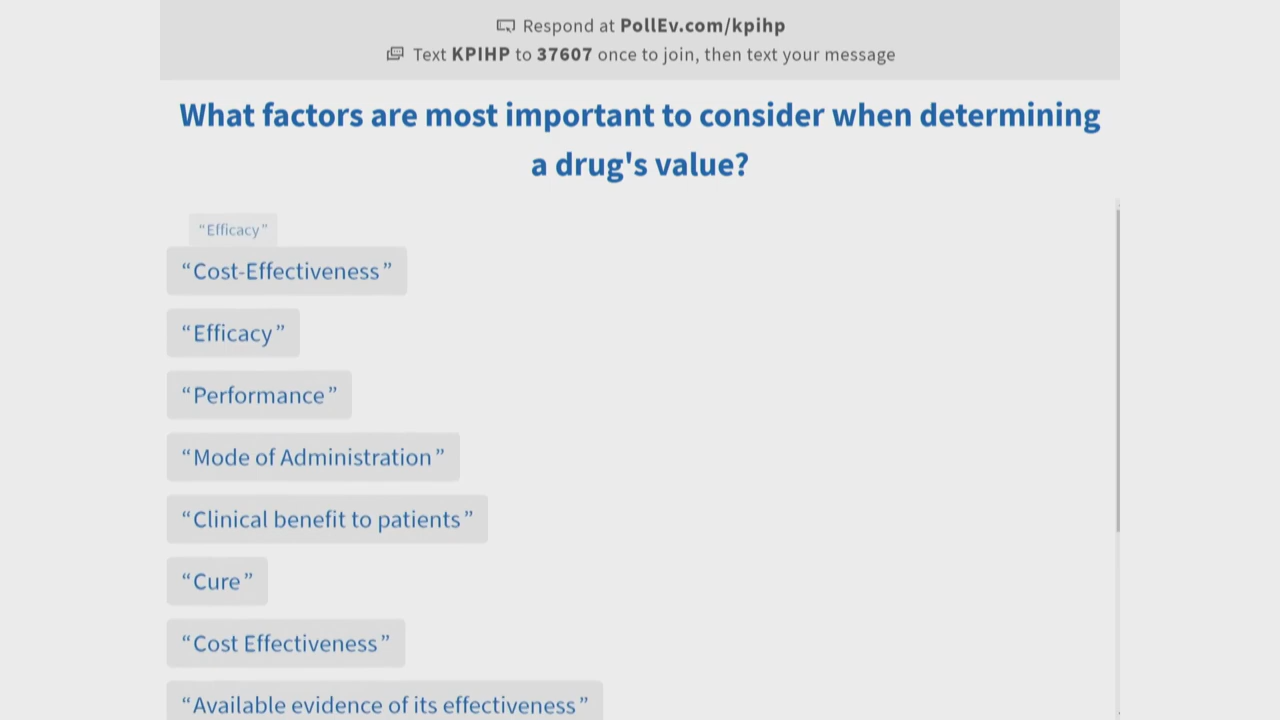 Respond at PollEv.com/kpihp
Text KPIHP to 37607 once to join, then text your message
What factors are most important to consider when determining
a drug's value?
“Efficacy”
“Cost-Effectiveness”
“Efficacy”
“Performance”
“Mode of Administration”
“Clinical benefit to patients”
“Cure”
“Cost Effectiveness”
“Available evidence of its effectiveness”